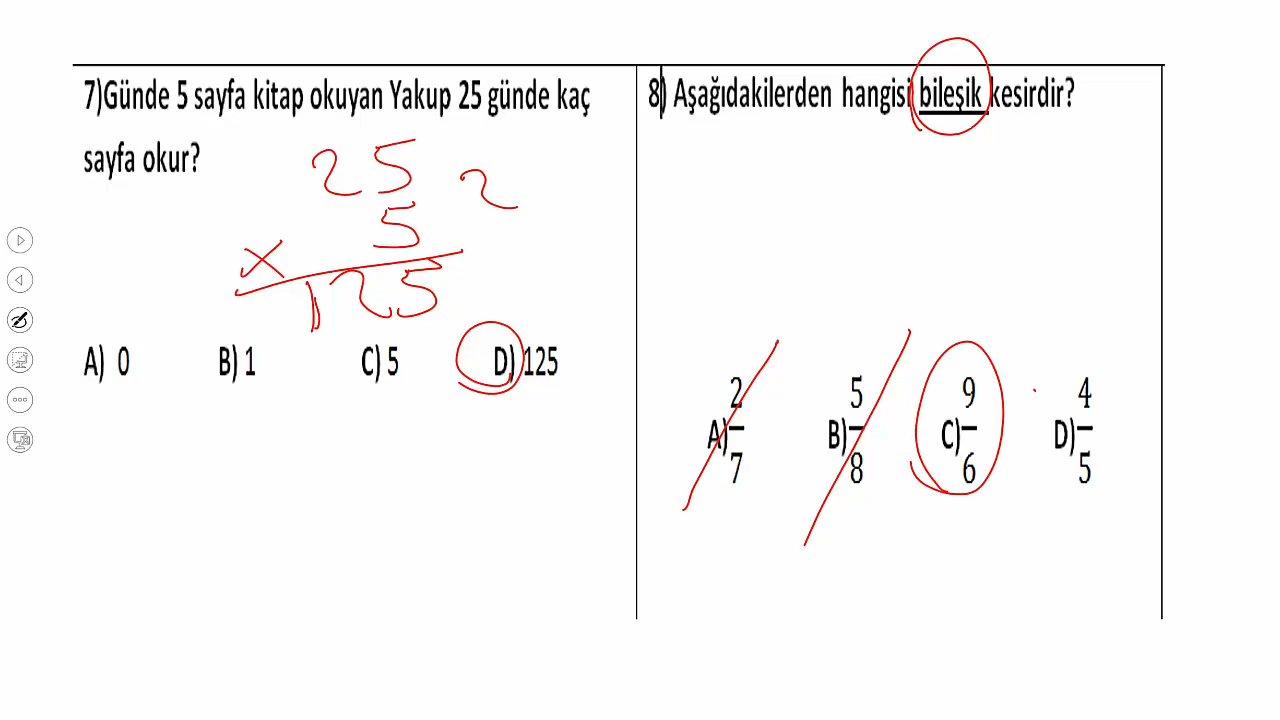 7)Günde 5 sayfa kitap okuyan Yakup 25 günde kaç
sayfa okur?
25 2
5
×
125
A) 0 B) 1 C) 5 D) 125
8) Aşağıdakilerden hangisi bileşik kesirdir?
A) 2/7 B) 5/8 C) 9/6 D) 4/5